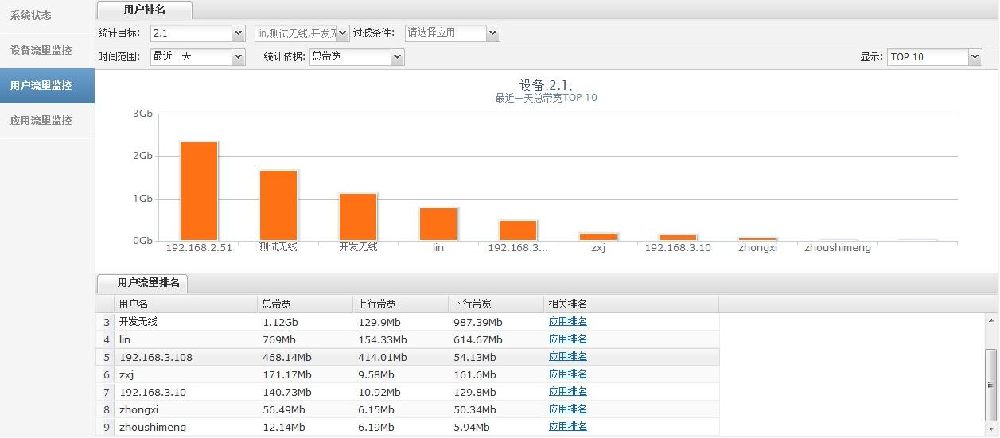 系统状态
设备流量监控
用户流量监控
应用流量监控
用户排名
统计目标: 2.1 lin,测试无线,开发无 过滤条件: 请选择应用
时间范围: 最近一天 统计依据: 总带宽 显示: TOP 10
设备:2.1;
最近一天总带宽TOP 10
3Gb
2Gb
1Gb
0Gb
192.168.2.51 测试无线 开发无线 lin 192.168.3... zxj 192.168.3.10 zhongxi zhoushimeng
用户流量排名
用户名 总带宽 上行带宽 下行带宽 相关排名
3 开发无线 1.12Gb 129.9Mb 987.39Mb 应用排名
4 lin 769Mb 154.33Mb 614.67Mb 应用排名
5 192.168.3.108 468.14Mb 414.01Mb 54.13Mb 应用排名
6 zxj 171.17Mb 9.58Mb 161.6Mb 应用排名
7 192.168.3.10 140.73Mb 10.92Mb 129.8Mb 应用排名
8 zhongxi 56.49Mb 6.15Mb 50.34Mb 应用排名
9 zhoushimeng 12.14Mb 6.19Mb 5.94Mb 应用排名